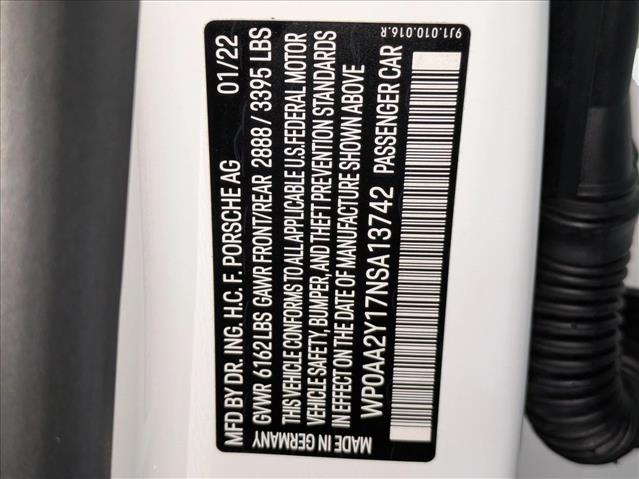 MFD BY DR. ING. H.C. F. PORSCHE AG 01/22
GVWR 6162LBS GAWR FRONT/REAR 2888 / 3395 LBS
THIS VEHICLE CONFORMS TO ALL APPLICABLE U.S.FEDERAL MOTOR
VEHICLE SAFETY, BUMPER, AND THEFT PREVENTION STANDARDS
IN EFFECT ON THE DATE OF MANUFACTURE SHOWN ABOVE
WP0AA2Y17NSA13742 PASSENGER CAR
MADE IN GERMANY
9J1.010.016.R